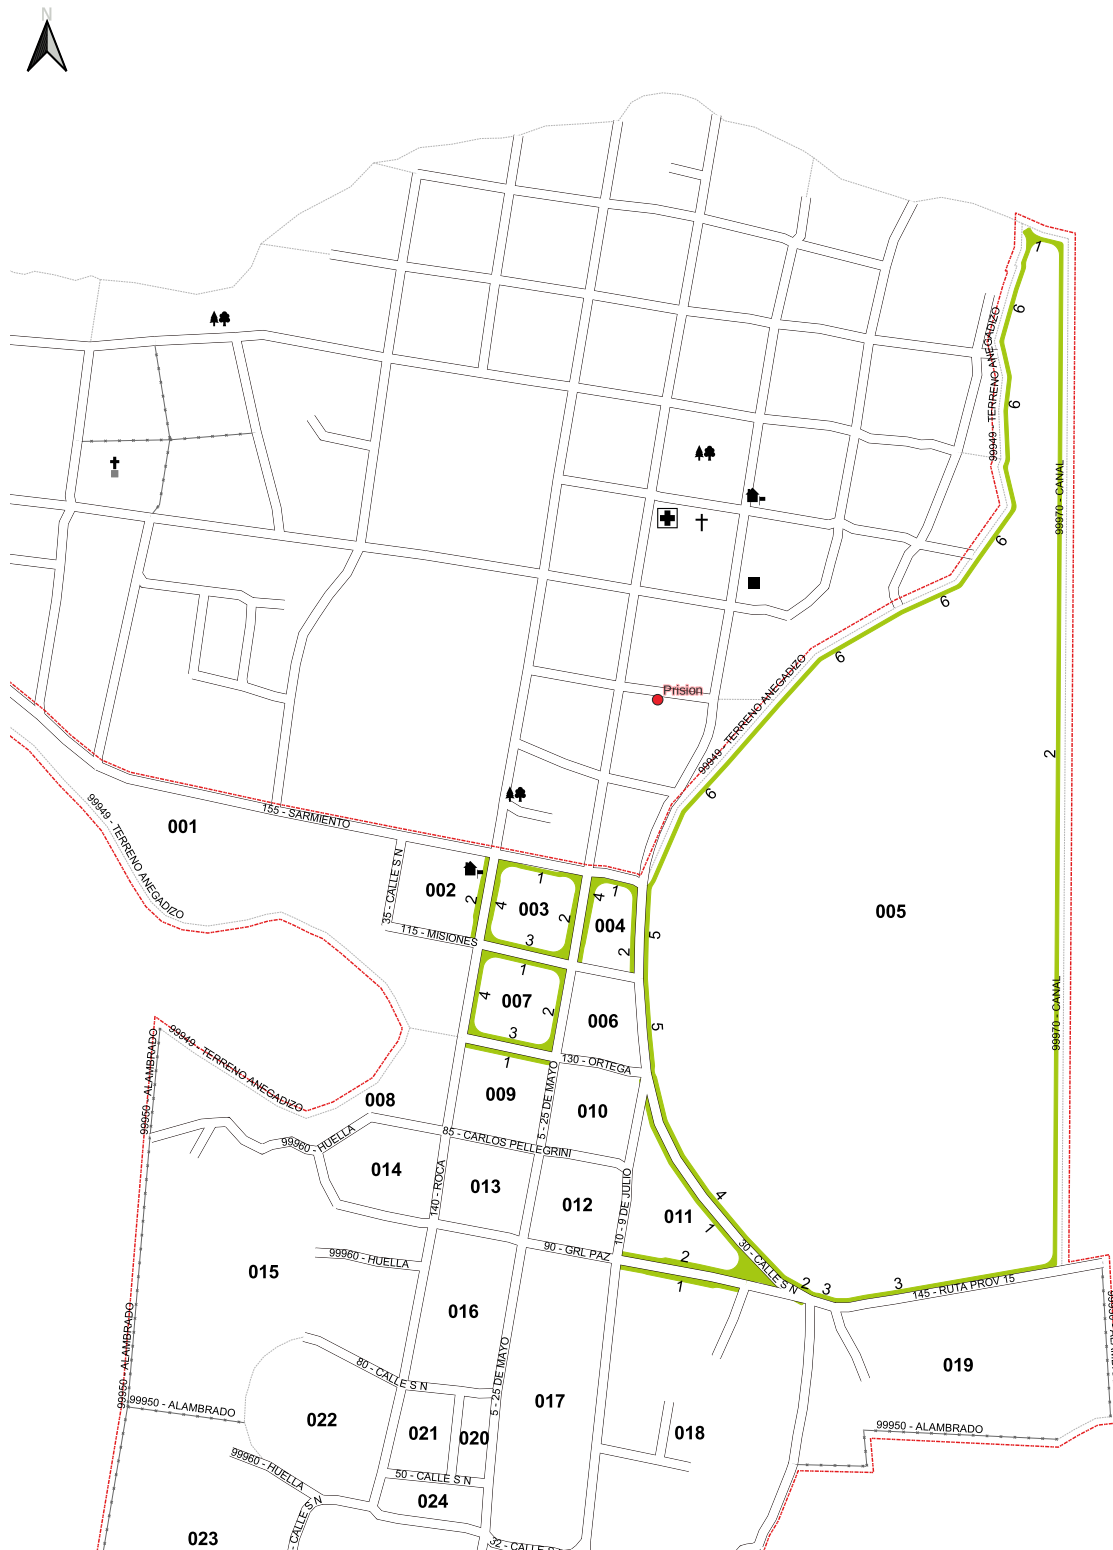 N
1
6
99949 - TERRENO ANEGADIZO
6
99970 - CANAL
6
6
6
Prision
99949 - TERRENO ANEGADIZO
2
6
99949 - TERRENO ANEGADIZO
155 - SARMIENTO
001
35 - CALLE S N
002
2
1
4
003
2
3
4
1
004
2
005
5
115 - MISIONES
1
4
007
2
3
006
5
99970 - CANAL
99950 - ALAMBRADO
99949 - TERRENO ANEGADIZO
130 - ORTEGA
1
009
5 - 25 DE MAYO
008
010
99960 - HUELLA
85 - CARLOS PELLEGRINI
014
140 - ROCA
013
012
10 - 9 DE JULIO
011
1
4
90 - GRL PAZ
2
30 - CALLE S N
1
2
3
3
145 - RUTA PROV 15
99960 - HUELLA
015
016
99950 - ALAMBRADO
5 - 25 DE MAYO
80 - CALLE S N
019
017
99950 - ALAMBRADO
022
021
020
018
99950 - ALAMBRADO
99960 - HUELLA
50 - CALLE S N
024
CALLE S N
023
32 - CALLE S